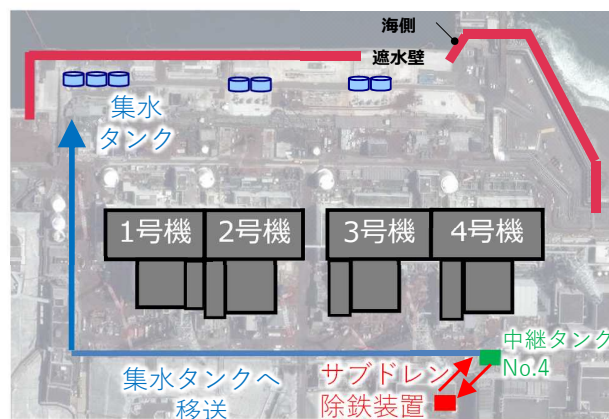 海側
遮水壁
集水
タンク
1号機
2号機
3号機
4号機
中継タンク
No.4
集水タンクへ
移送
サブドレン
除鉄装置